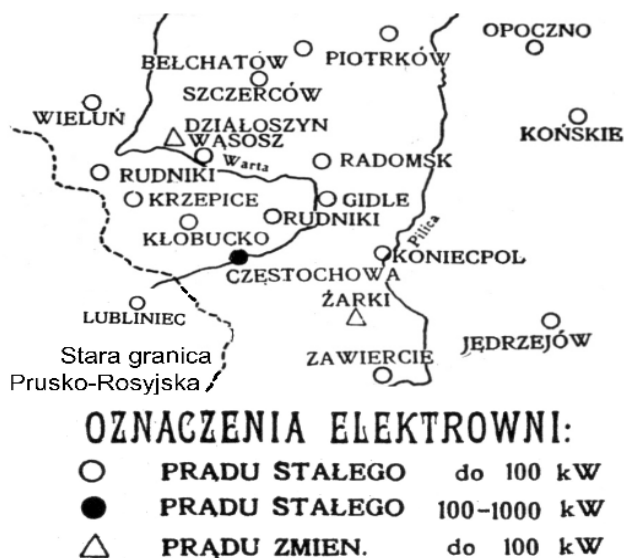 OPOCZNO
BEŁCHATÓW
PIOTRKÓW
SZCZERCÓW
WIELUŃ
DZIAŁOSZYN
WĄSOSZ
KOŃSKIE
Warta
RADOMSK
RUDNIKI
KRZEPICE
GIDLE
RUDNIKI
KŁOBUCKO
Pilica
KONIECPOL
CZĘSTOCHOWA
ŻARKI
LUBLINIEC
JĘDRZEJÓW
Stara granica
Prusko-Rosyjska
ZAWIERCIE
OZNACZENIA ELEKTROWNI:
PRĄDU STAŁEGO do 100 kW
PRĄDU STAŁEGO 100-1000 kW
PRĄDU ZMIEN. do 100 kW